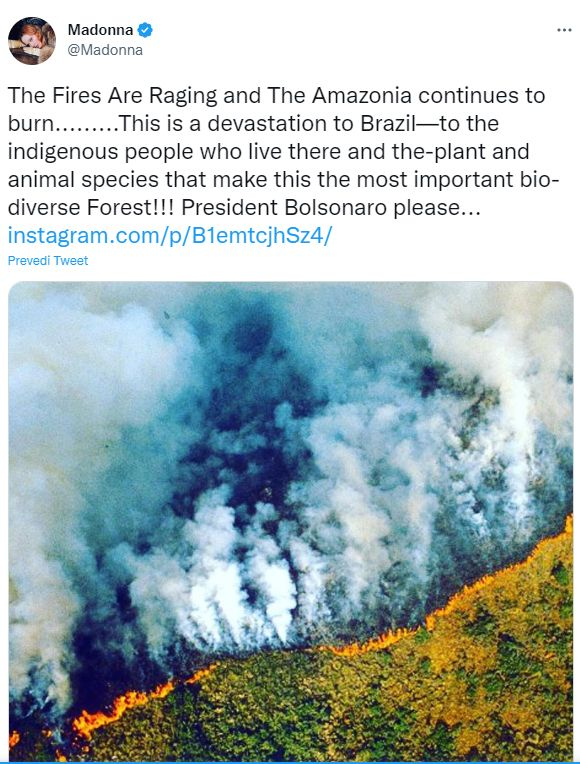 Madonna
@Madonna
The Fires Are Raging and The Amazonia continues to
burn.........This is a devastation to Brazil—to the
indigenous people who live there and the-plant and
animal species that make this the most important bio-
diverse Forest!!! President Bolsonaro please...
instagram.com/p/B1emtcjhSz4/
Prevedi Tweet